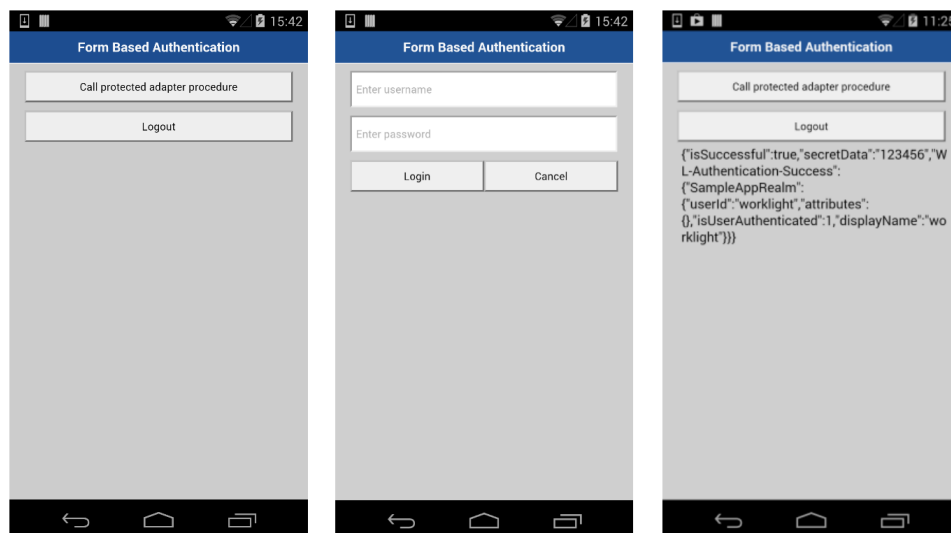 15:42
Form Based Authentication
Call protected adapter procedure
Logout
15:42
Form Based Authentication
Enter username
Enter password
Login Cancel
11:25
Form Based Authentication
Call protected adapter procedure
Logout
{"isSuccessful":true,"secretData":"123456","W
L-Authentication-Success":
{"SampleAppRealm":
{"userId":"worklight","attributes":
{},"isUserAuthenticated":1,"displayName":"wo
rklight"}}}